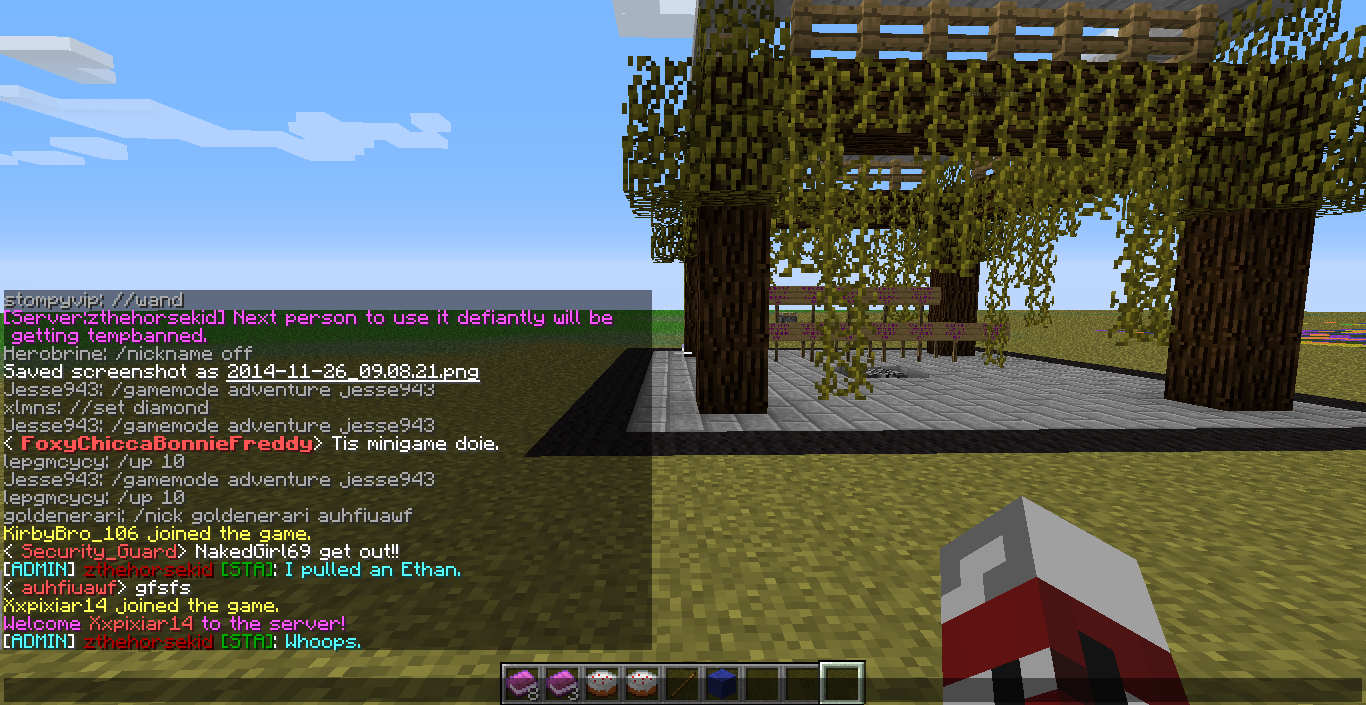 stompyvip: //wand
[Server:zthehorsekid] Next person to use it defiantly will be
getting tempbanned.
Herobrine: /nickname off
Saved screenshot as 2014-11-26_09.08.21.png
Jesse943: /gamemode adventure jesse943
xlmns: //set diamond
Jesse943: /gamemode adventure jesse943
< FoxyChiccaBonnieFreddy> Tis minigame doie.
lepgmcycy: /up 10
Jesse943: /gamemode adventure jesse943
lepgmcycy: /up 10
goldenerari: /nick goldenerari auhfiuawf
KirbyBro_106 joined the game.
< Security_Guard> NakedGirl69 get out!!
[ADMIN] zthehorsekid [STA]: I pulled an Ethan.
< auhfiuawf> gfsfs
Xxpixiar14 joined the game.
Welcome Xxpixiar14 to the server!
[ADMIN] zthehorsekid [STA]: Whoops.
8
3